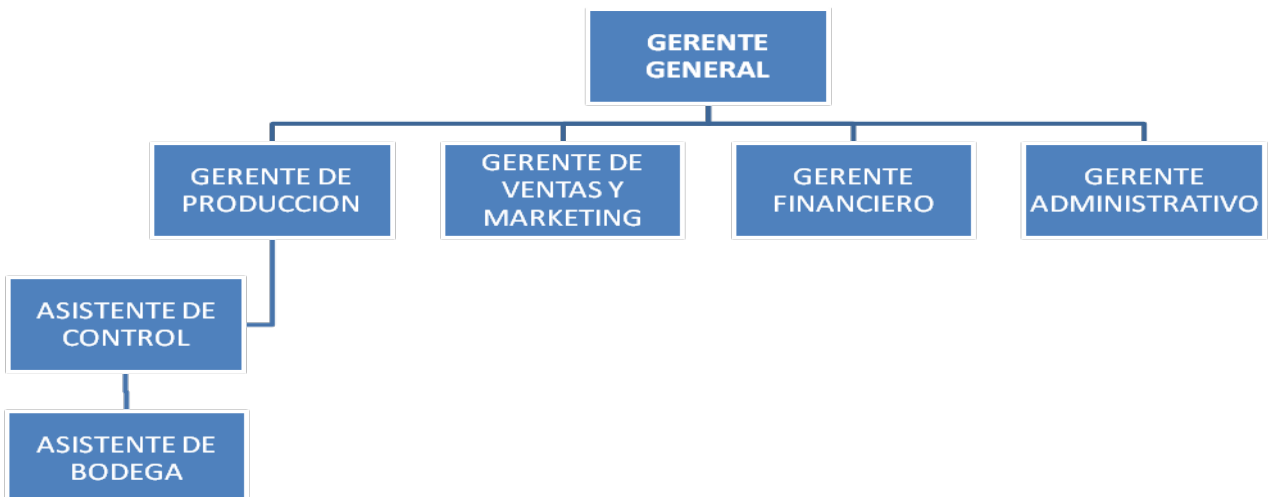 GERENTE
GENERAL
GERENTE DE
PRODUCCION
GERENTE DE
VENTAS Y
MARKETING
GERENTE
FINANCIERO
GERENTE
ADMINISTRATIVO
ASISTENTE DE
CONTROL
ASISTENTE DE
BODEGA